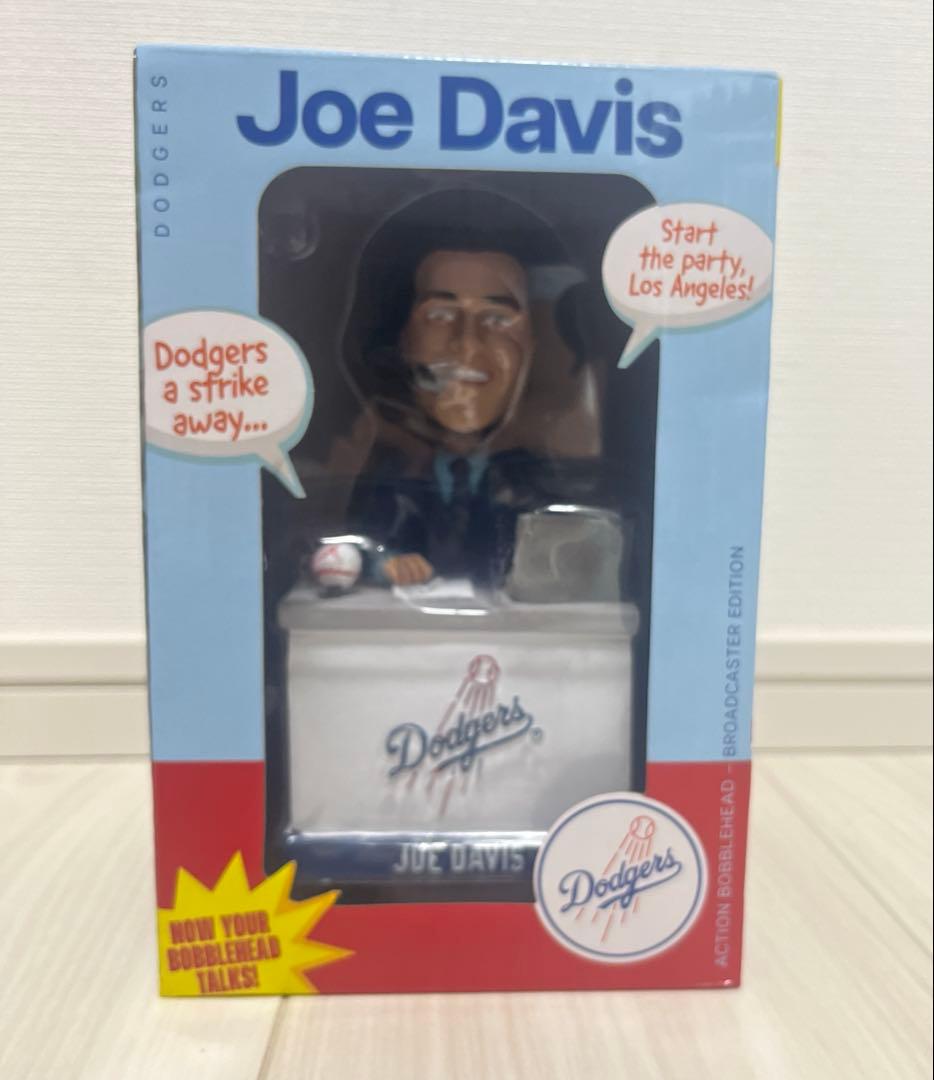 DODGERS
Joe Davis
Start
the party,
Los Angeles!
Dodgers
a strike
away...
Dodgers®
JOE DAVIS
Dodgers
NOW YOUR
BOBBLEHEAD
TALKS!
ACTION BOBBLEHEAD - BROADCASTER EDITION